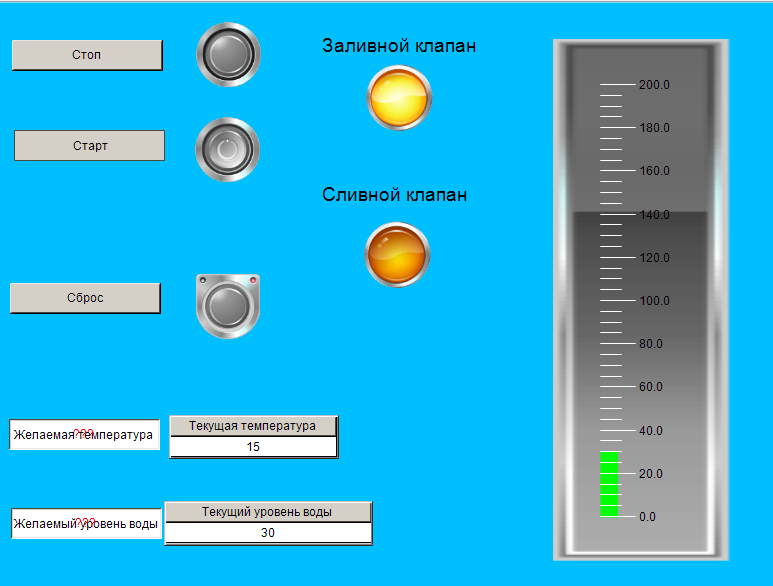 Стоп
Заливной клапан
Старт
Сливной клапан
Сброс
Желаемая температура
???
Текущая температура
15
Желаемый уровень воды
???
Текущий уровень воды
30
200.0
180.0
160.0
140.0
120.0
100.0
80.0
60.0
40.0
20.0
0.0